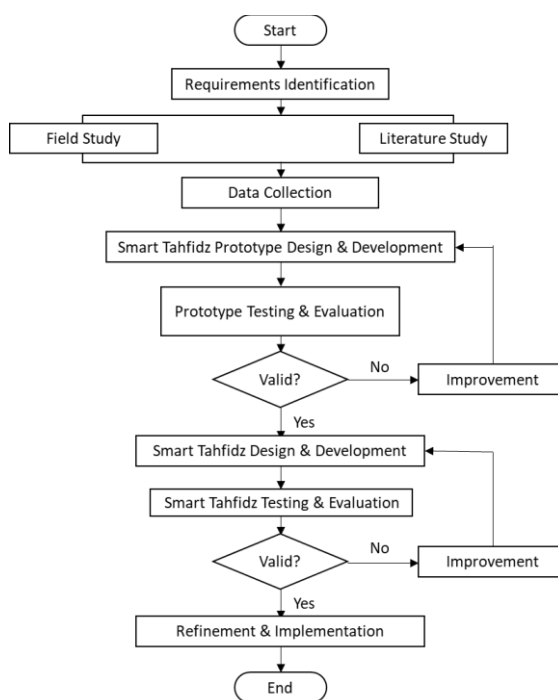 Start
Requirements Identification
Field Study
Literature Study
Data Collection
Smart Tahfidz Prototype Design & Development
Prototype Testing & Evaluation
Valid?
No
Improvement
Yes
Smart Tahfidz Design & Development
Smart Tahfidz Testing & Evaluation
Valid?
No
Improvement
Yes
Refinement & Implementation
End